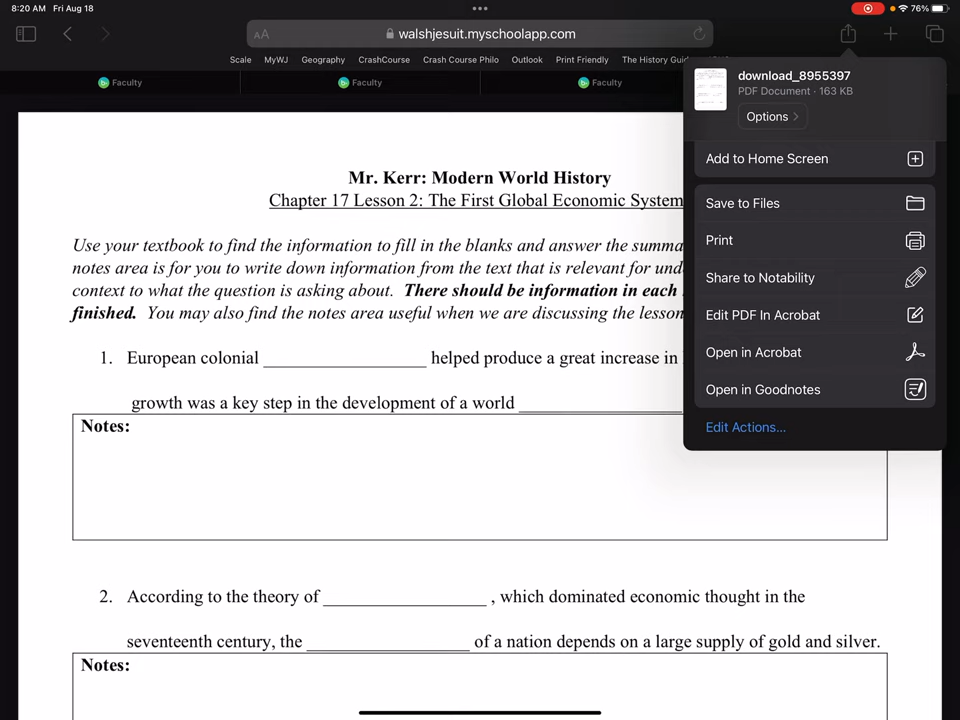 8:20 AM Fri Aug 18
76%
AA
walshjesuit.myschoolapp.com
Scale MyWJ Geography CrashCourse Crash Course Philo Outlook Print Friendly The History Guid
Faculty Faculty Faculty
download_8955397
PDF Document · 163 KB
Options >
Add to Home Screen
Save to Files
Print
Share to Notability
Edit PDF In Acrobat
Open in Acrobat
Open in Goodnotes
Edit Actions...
Mr. Kerr: Modern World History
Chapter 17 Lesson 2: The First Global Economic System
Use your textbook to find the information to fill in the blanks and answer the summa
notes area is for you to write down information from the text that is relevant for und
context to what the question is asking about. There should be information in each
finished. You may also find the notes area useful when we are discussing the lesson
1. European colonial __________________ helped produce a great increase in
growth was a key step in the development of a world __________________
Notes:
2. According to the theory of __________________ , which dominated economic thought in the
seventeenth century, the __________________ of a nation depends on a large supply of gold and silver.
Notes: